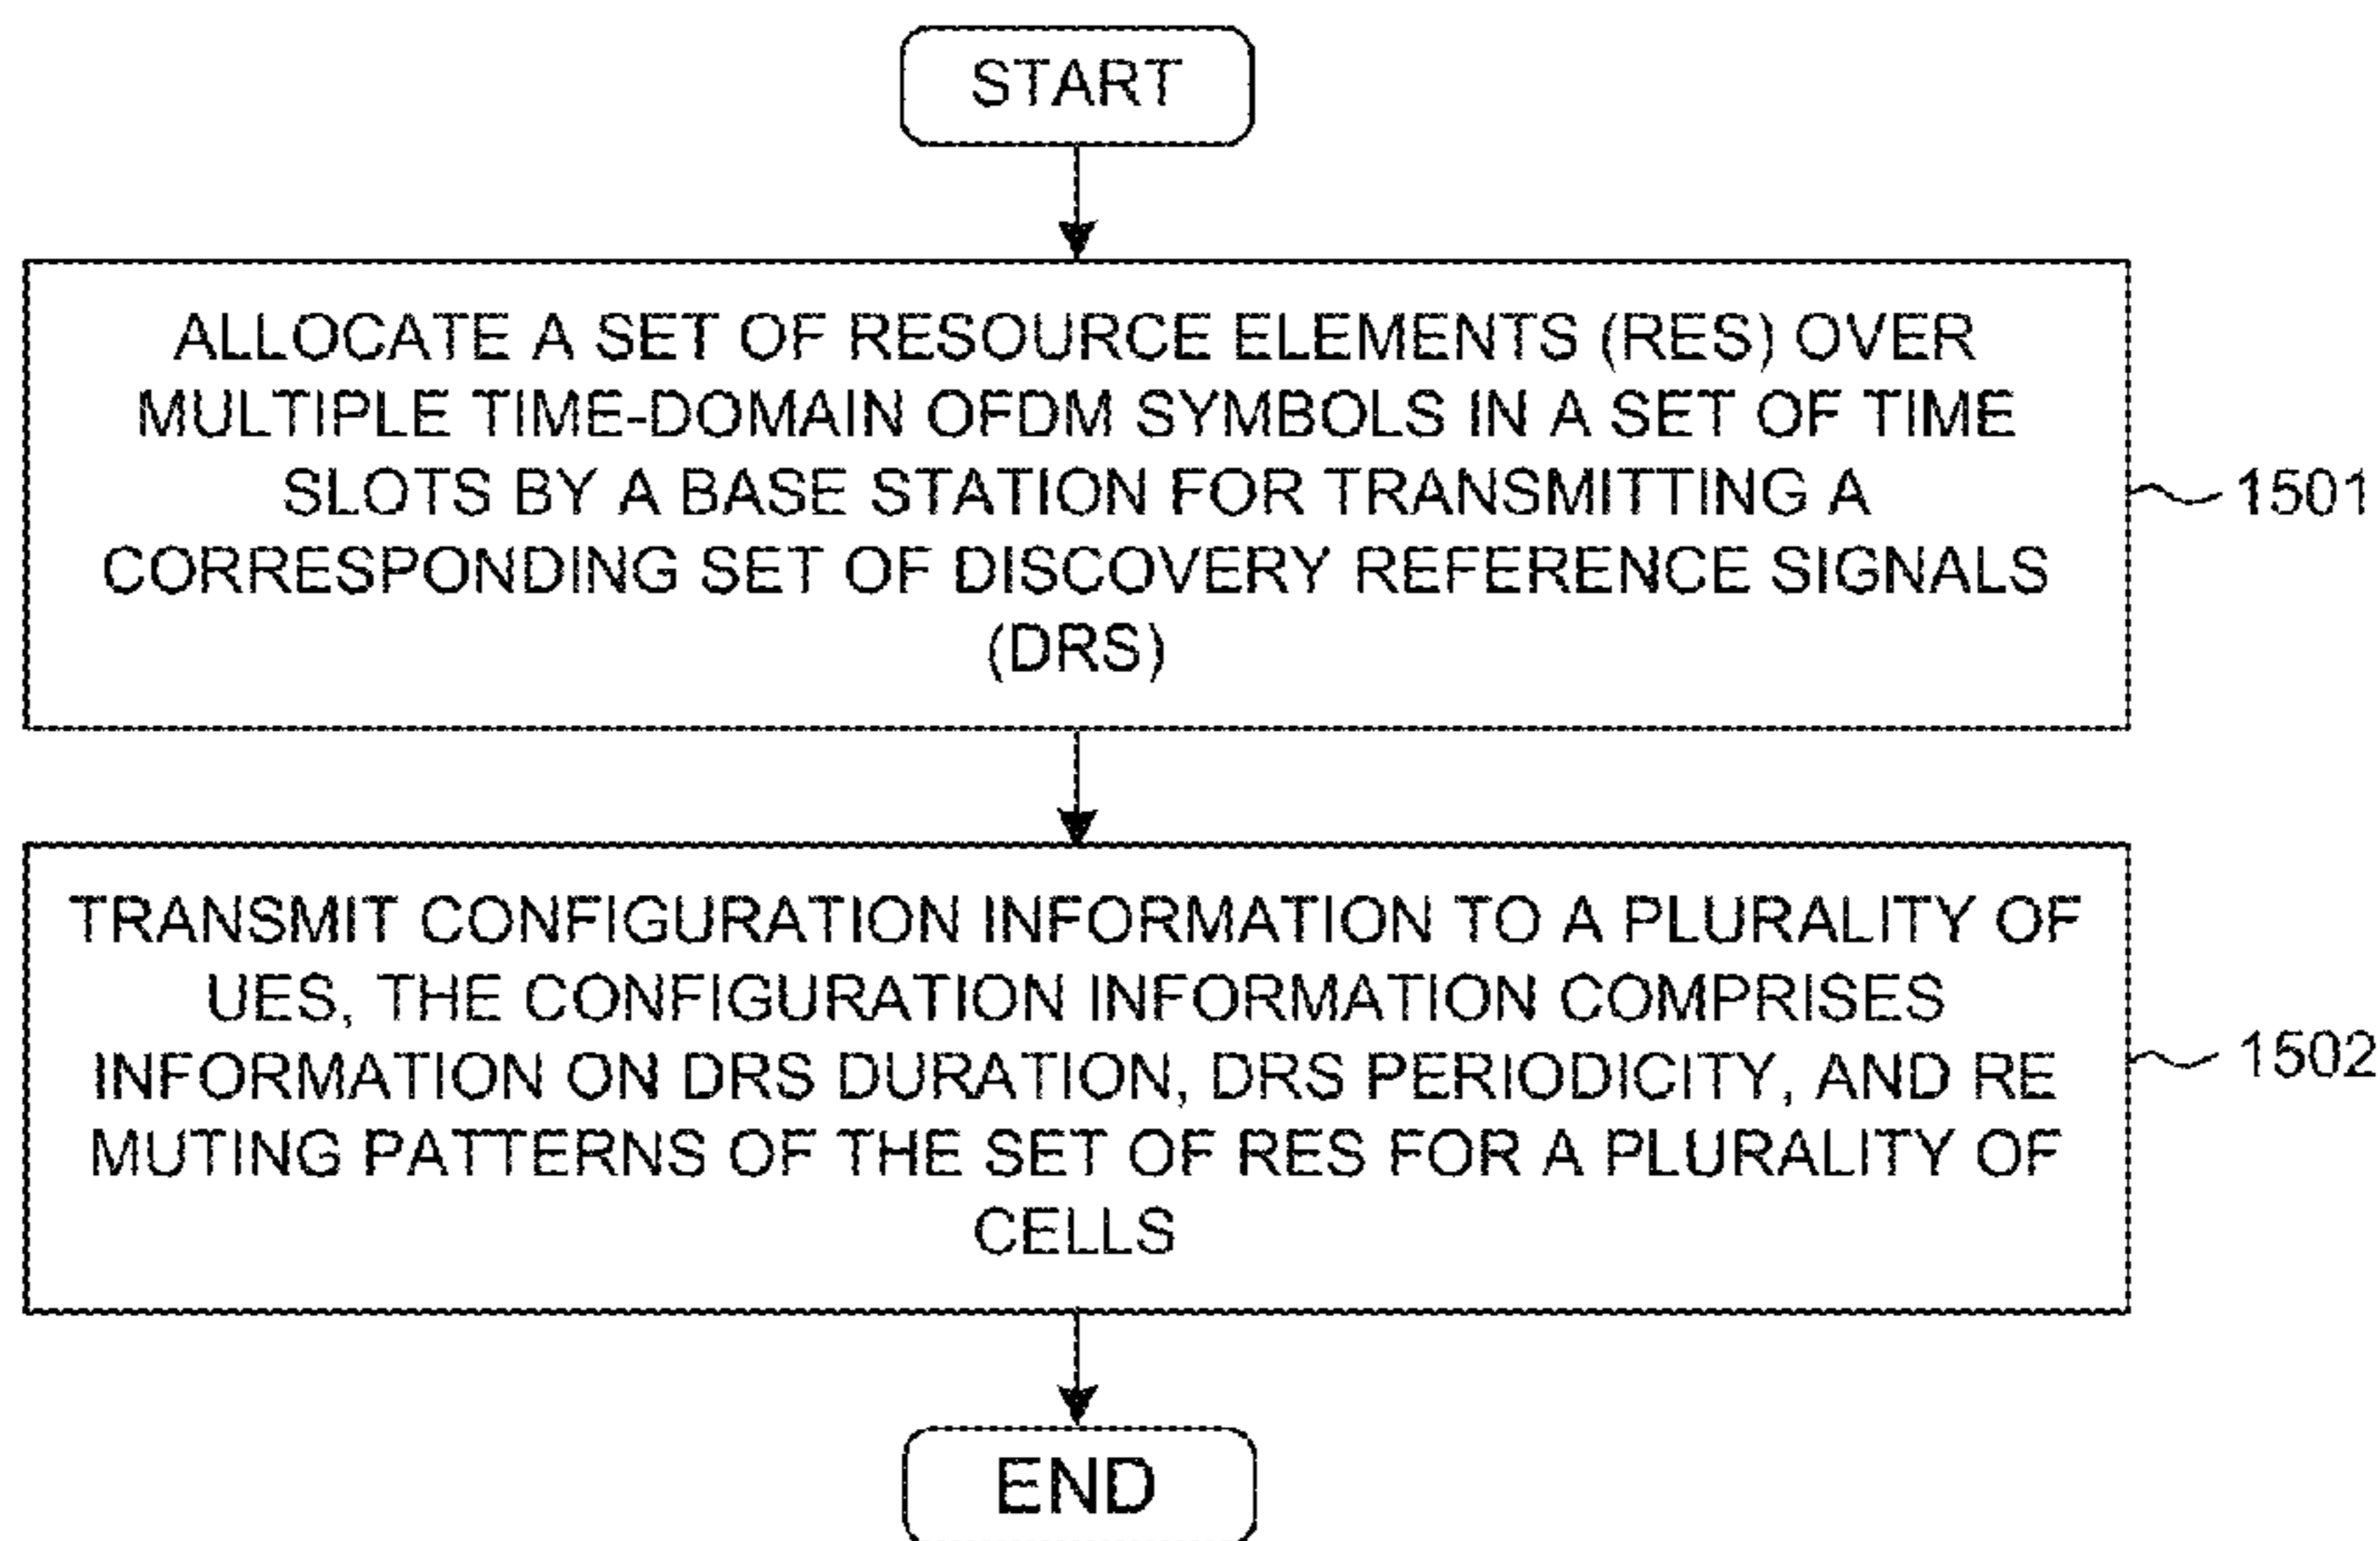 START
ALLOCATE A SET OF RESOURCE ELEMENTS (RES) OVER
MULTIPLE TIME-DOMAIN OFDM SYMBOLS IN A SET OF TIME
SLOTS BY A BASE STATION FOR TRANSMITTING A
CORRESPONDING SET OF DISCOVERY REFERENCE SIGNALS
(DRS)
1501
TRANSMIT CONFIGURATION INFORMATION TO A PLURALITY OF
UES, THE CONFIGURATION INFORMATION COMPRISES
INFORMATION ON DRS DURATION, DRS PERIODICITY, AND RE
MUTING PATTERNS OF THE SET OF RES FOR A PLURALITY OF
CELLS
1502
END